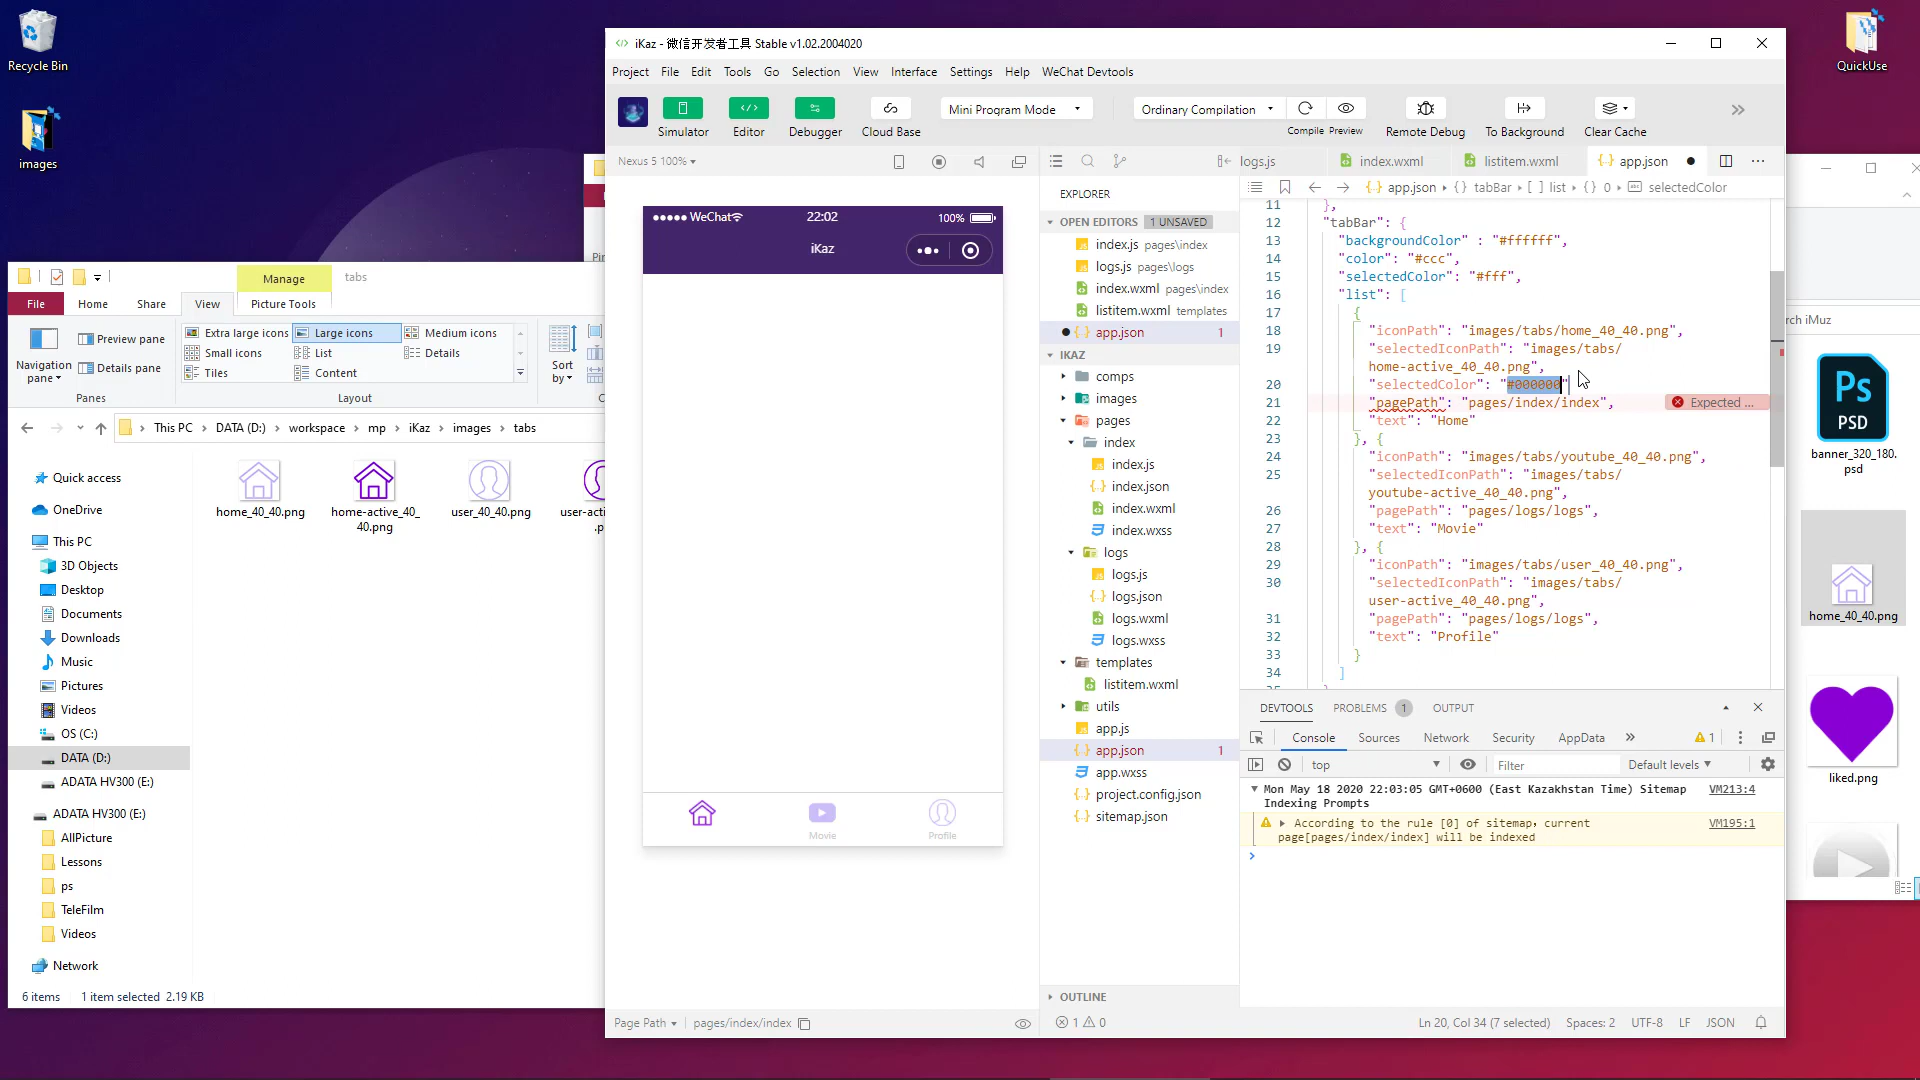 Recycle Bin
images
QuickUse
iKaz - 微信开发者工具 Stable v1.02.2004020
Project File Edit Tools Go Selection View Interface Settings Help WeChat Devtools
Simulator Editor Debugger Cloud Base
Mini Program Mode
Ordinary Compilation
Compile Preview Remote Debug To Background Clear Cache
Nexus 5 100%
WeChat 22:02 100%
iKaz
Movie
Profile
Page Path pages/index/index
EXPLORER
OPEN EDITORS 1 UNSAVED
index.js pages\index
logs.js pages\logs
index.wxml pages\index
listitem.wxml templates
app.json 1
IKAZ
comps
images
pages
index
index.js
index.json
index.wxml
index.wxss
logs
logs.js
logs.json
logs.wxml
logs.wxss
templates
listitem.wxml
utils
app.js
app.json 1
app.wxss
project.config.json
sitemap.json
OUTLINE
1 0
logs.js index.wxml listitem.wxml app.json
app.json {} tabBar [ ] list {} 0 selectedColor
11 },
12 "tabBar": {
13 "backgroundColor" : "#ffffff",
14 "color": "#ccc",
15 "selectedColor": "#fff",
16 "list": [
17 {
18 "iconPath": "images/tabs/home_40_40.png",
19 "selectedIconPath": "images/tabs/
home-active_40_40.png",
20 "selectedColor": "#000000"
21 "pagePath": "pages/index/index", Expected ...
22 "text": "Home"
23 }, {
24 "iconPath": "images/tabs/youtube_40_40.png",
25 "selectedIconPath": "images/tabs/
youtube-active_40_40.png",
26 "pagePath": "pages/logs/logs",
27 "text": "Movie"
28 }, {
29 "iconPath": "images/tabs/user_40_40.png",
30 "selectedIconPath": "images/tabs/
user-active_40_40.png",
31 "pagePath": "pages/logs/logs",
32 "text": "Profile"
33 }
34 ]
DEVTOOLS PROBLEMS 1 OUTPUT
Console Sources Network Security AppData 1
top Filter Default levels
Mon May 18 2020 22:03:05 GMT+0600 (East Kazakhstan Time) Sitemap VM213:4
Indexing Prompts
According to the rule [0] of sitemap, current VM195:1
page[pages/index/index] will be indexed
Ln 20, Col 34 (7 selected) Spaces: 2 UTF-8 LF JSON
Manage tabs
File Home Share View Picture Tools
Navigation pane
Preview pane
Details pane
Panes
Extra large icons Large icons Medium icons
Small icons List Details
Tiles Content
Layout
Sort by
This PC DATA (D:) workspace mp iKaz images tabs
Quick access
OneDrive
This PC
3D Objects
Desktop
Documents
Downloads
Music
Pictures
Videos
OS (C:)
DATA (D:)
ADATA HV300 (E:)
ADATA HV300 (E:)
AllPicture
Lessons
ps
TeleFilm
Videos
Network
home_40_40.png
home-active_40_
40.png
user_40_40.png
6 items 1 item selected 2.19 KB
rch iMuz
Ps
PSD
banner_320_180.
psd
home_40_40.png
liked.png